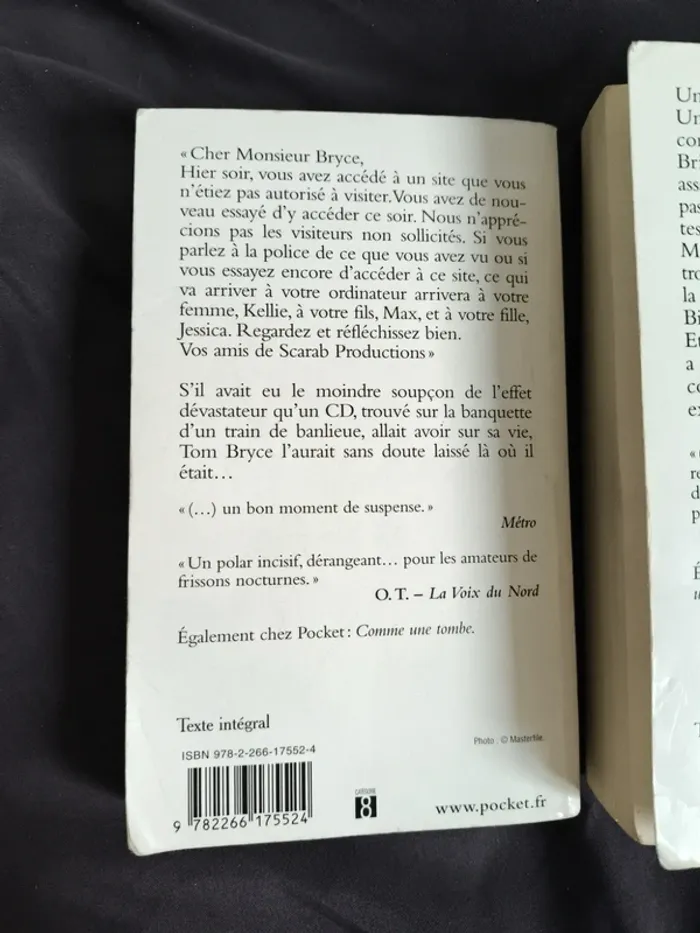 « Cher Monsieur Bryce,
Hier soir, vous avez accédé à un site que vous
n'étiez pas autorisé à visiter. Vous avez de nou-
veau essayé d'y accéder ce soir. Nous n'appré-
cions pas les visiteurs non sollicités. Si vous
parlez à la police de ce que vous avez vu ou si
vous essayez encore d'accéder à ce site, ce qui
va arriver à votre ordinateur arrivera à votre
femme, Kellie, à votre fils, Max, et à votre fille,
Jessica. Regardez et réfléchissez bien.
Vos amis de Scarab Productions »
S'il avait eu le moindre soupçon de l'effet
dévastateur qu'un CD, trouvé sur la banquette
d'un train de banlieue, allait avoir sur sa vie,
Tom Bryce l'aurait sans doute laissé là où il
était…
« (…) un bon moment de suspense. »
Métro
« Un polar incisif, dérangeant… pour les amateurs de
frissons nocturnes. »
O. T. – La Voix du Nord
Également chez Pocket : Comme une tombe.
Texte intégral
ISBN 978-2-266-17552-4
Photo : © Masterfile.
9 782266 175524
CATÉGORIE
8
www.pocket.fr